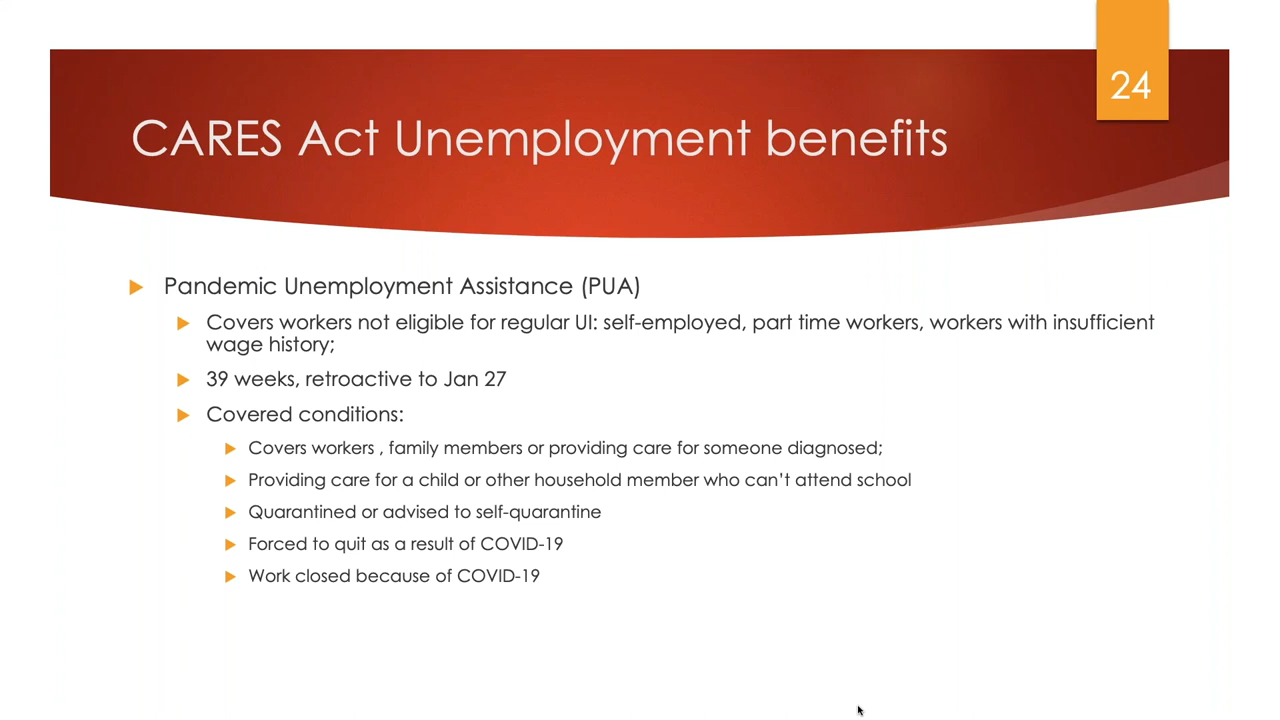 24
CARES Act Unemployment benefits
Pandemic Unemployment Assistance (PUA)
Covers workers not eligible for regular UI: self-employed, part time workers, workers with insufficient
wage history;
39 weeks, retroactive to Jan 27
Covered conditions:
Covers workers , family members or providing care for someone diagnosed;
Providing care for a child or other household member who can’t attend school
Quarantined or advised to self-quarantine
Forced to quit as a result of COVID-19
Work closed because of COVID-19